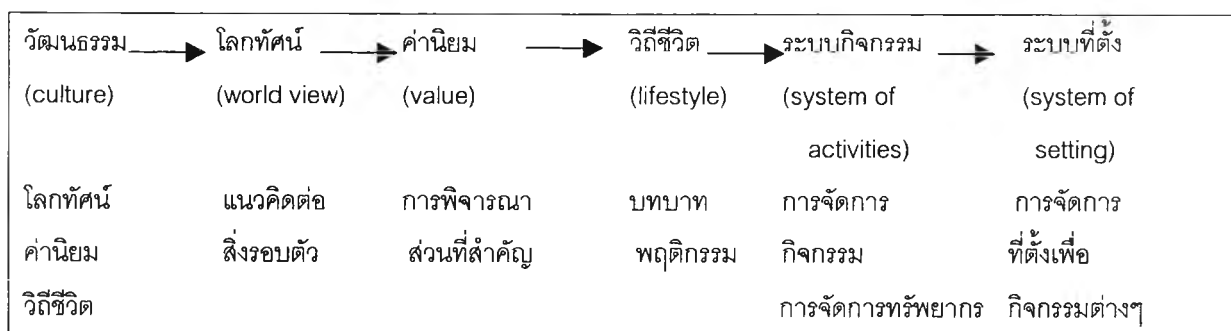 วัฒนธรรม โลกทัศน์ ค่านิยม วิถีชีวิต ระบบกิจกรรม ระบบที่ตั้ง
(culture) (world view) (value) (lifestyle) (system of (system of
activities) setting)
โลกทัศน์ แนวคิดต่อ การพิจารณา บทบาท การจัดการ การจัดการ
ค่านิยม สิ่งรอบตัว ส่วนที่สำคัญ พฤติกรรม กิจกรรม ที่ตั้งเพื่อ
วิถีชีวิต การจัดการทรัพยากร กิจกรรมต่างๆ